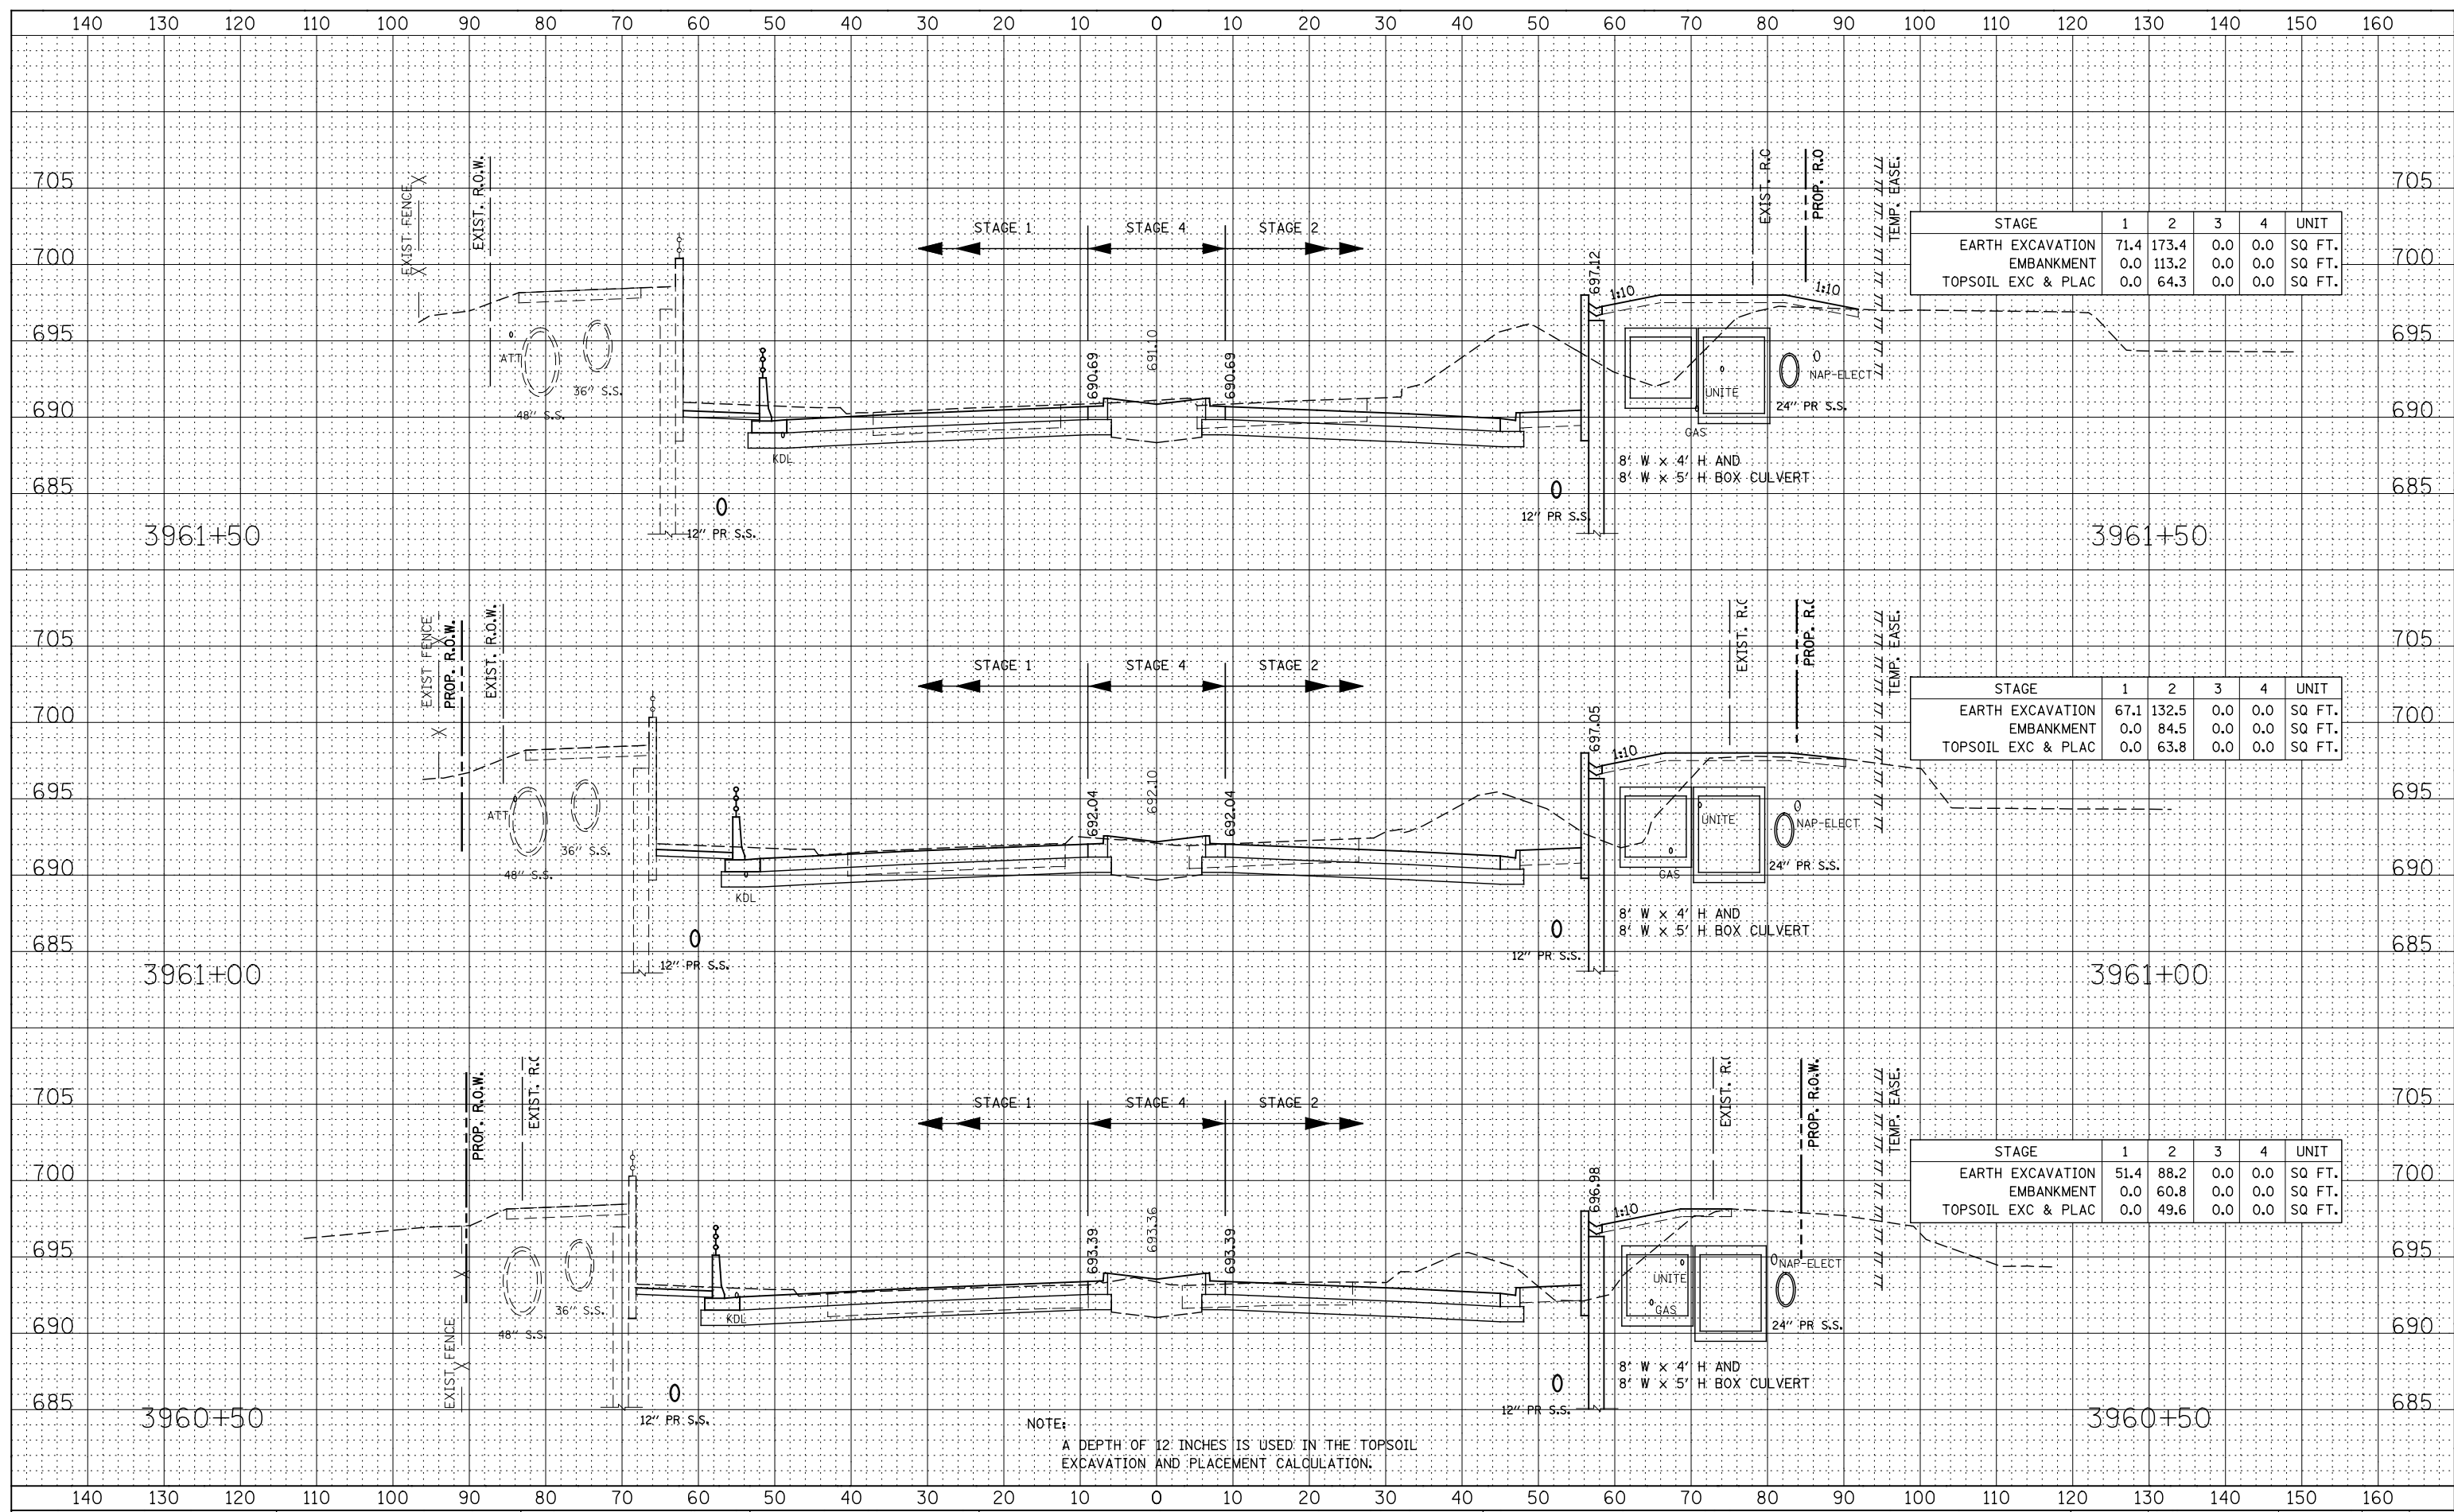 140 130 120 110 100 90 80 70 60 50 40 30 20 10 0 10 20 30 40 50 60 70 80 90 100 110 120 130 140 150 160
705 705
700 700
695 695
690 690
685 685
EXIST FENCE
EXIST. R.O.W.
STAGE 1
STAGE 4
STAGE 2
697.12
1:10
1:10
EXIST. R.O
PROP. R.O
TEMP. EASE.
STAGE 1 2 3 4 UNIT
EARTH EXCAVATION 71.4 173.4 0.0 0.0 SQ FT.
EMBANKMENT 0.0 113.2 0.0 0.0 SQ FT.
TOPSOIL EXC & PLAC 0.0 64.3 0.0 0.0 SQ FT.
690.69
691.10
690.69
ATT
36" S.S.
48" S.S.
KDL
UNITE
NAP-ELECT
24" PR S.S.
GAS
8' W x 4' H AND
8' W x 5' H BOX CULVERT
12" PR S.S.
12" PR S.S.
3961+50
3961+50
705 705
700 700
695 695
690 690
685 685
EXIST FENCE
PROP. R.O.W.
EXIST. R.O.W.
STAGE 1
STAGE 4
STAGE 2
697.05
1:10
EXIST. R.O
PROP. R.O
TEMP. EASE.
STAGE 1 2 3 4 UNIT
EARTH EXCAVATION 67.1 132.5 0.0 0.0 SQ FT.
EMBANKMENT 0.0 84.5 0.0 0.0 SQ FT.
TOPSOIL EXC & PLAC 0.0 63.8 0.0 0.0 SQ FT.
692.04
692.10
692.04
ATT
36" S.S.
48" S.S.
KDL
UNITE
NAP-ELECT
24" PR S.S.
GAS
8' W x 4' H AND
8' W x 5' H BOX CULVERT
12" PR S.S.
12" PR S.S.
3961+00
3961+00
705 705
700 700
695 695
690 690
685 685
PROP. R.O.W.
EXIST. R.O
STAGE 1
STAGE 4
STAGE 2
696.98
1:10
EXIST. R.O
PROP. R.O.W.
TEMP. EASE.
STAGE 1 2 3 4 UNIT
EARTH EXCAVATION 51.4 88.2 0.0 0.0 SQ FT.
EMBANKMENT 0.0 60.8 0.0 0.0 SQ FT.
TOPSOIL EXC & PLAC 0.0 49.6 0.0 0.0 SQ FT.
693.39
693.36
693.39
36" S.S.
48" S.S.
EXIST FENCE
KDL
UNITE
GAS
NAP-ELECT
24" PR S.S.
8' W x 4' H AND
8' W x 5' H BOX CULVERT
12" PR S.S.
12" PR S.S.
3960+50
3960+50
NOTE:
A DEPTH OF 12 INCHES IS USED IN THE TOPSOIL
EXCAVATION AND PLACEMENT CALCULATION.
140 130 120 110 100 90 80 70 60 50 40 30 20 10 0 10 20 30 40 50 60 70 80 90 100 110 120 130 140 150 160